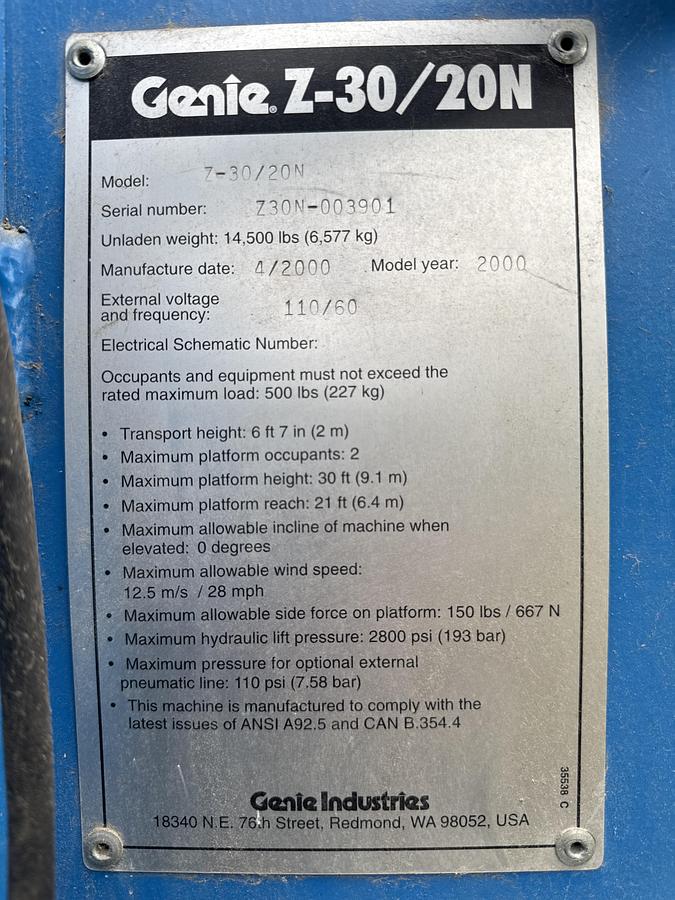 Genie® Z-30/20N
Model: Z-30/20N
Serial number: Z30N-003901
Unladen weight: 14,500 lbs (6,577 kg)
Manufacture date: 4/2000 Model year: 2000
External voltage
and frequency: 110/60
Electrical Schematic Number:
Occupants and equipment must not exceed the
rated maximum load: 500 lbs (227 kg)
• Transport height: 6 ft 7 in (2 m)
• Maximum platform occupants: 2
• Maximum platform height: 30 ft (9.1 m)
• Maximum platform reach: 21 ft (6.4 m)
• Maximum allowable incline of machine when
elevated: 0 degrees
• Maximum allowable wind speed:
12.5 m/s / 28 mph
• Maximum allowable side force on platform: 150 lbs / 667 N
• Maximum hydraulic lift pressure: 2800 psi (193 bar)
• Maximum pressure for optional external
pneumatic line: 110 psi (7.58 bar)
• This machine is manufactured to comply with the
latest issues of ANSI A92.5 and CAN B.354.4
35538 C
Genie Industries
18340 N.E. 76th Street, Redmond, WA 98052, USA